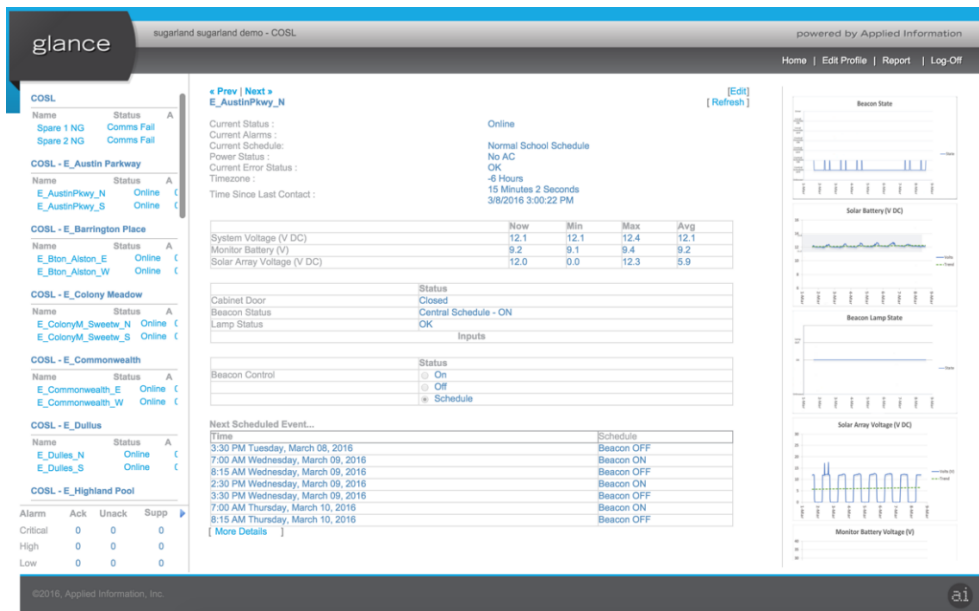 glance
sugarland sugarland demo - COSL
powered by Applied Information
Home | Edit Profile | Report | Log-Off
COSL
Name Status A
Spare 1 NG Comms Fail
Spare 2 NG Comms Fail
COSL - E_Austin Parkway
Name Status A
E_AustinPkwy_N Online
E_AustinPkwy_S Online
COSL - E_Barrington Place
Name Status A
E_Bton_Alston_E Online
E_Bton_Alston_W Online
COSL - E_Colony Meadow
Name Status A
E_ColonyM_Sweetw_N Online
E_ColonyM_Sweetw_S Online
COSL - E_Commonwealth
Name Status A
E_Commonwealth_E Online
E_Commonwealth_W Online
COSL - E_Dullus
Name Status A
E_Dulles_N Online
E_Dulles_S Online
COSL - E_Highland Pool
Alarm Ack Unack Supp
Critical 0 0 0
High 0 0 0
Low 0 0 0
« Prev | Next »
[Edit]
E_AustinPkwy_N
[ Refresh ]
Current Status : Online
Current Alarms :
Current Schedule: Normal School Schedule
Power Status : No AC
Current Error Status : OK
Timezone : -6 Hours
Time Since Last Contact : 15 Minutes 2 Seconds
3/8/2016 3:00:22 PM
Now Min Max Avg
System Voltage (V DC) 12.1 12.1 12.4 12.1
Monitor Battery (V) 9.2 9.1 9.4 9.2
Solar Array Voltage (V DC) 12.0 0.0 12.3 5.9
Status
Cabinet Door Closed
Beacon Status Central Schedule - ON
Lamp Status OK
Inputs
Status
Beacon Control On
Off
Schedule
Next Scheduled Event...
Time Schedule
3:30 PM Tuesday, March 08, 2016 Beacon OFF
7:00 AM Wednesday, March 09, 2016 Beacon ON
8:15 AM Wednesday, March 09, 2016 Beacon OFF
2:30 PM Wednesday, March 09, 2016 Beacon ON
3:30 PM Wednesday, March 09, 2016 Beacon OFF
7:00 AM Thursday, March 10, 2016 Beacon ON
8:15 AM Thursday, March 10, 2016 Beacon OFF
[ More Details ]
Beacon State
Solar Battery (V DC)
Beacon Lamp State
Solar Array Voltage (V DC)
Monitor Battery Voltage (V)
©2016, Applied Information, Inc.
ai